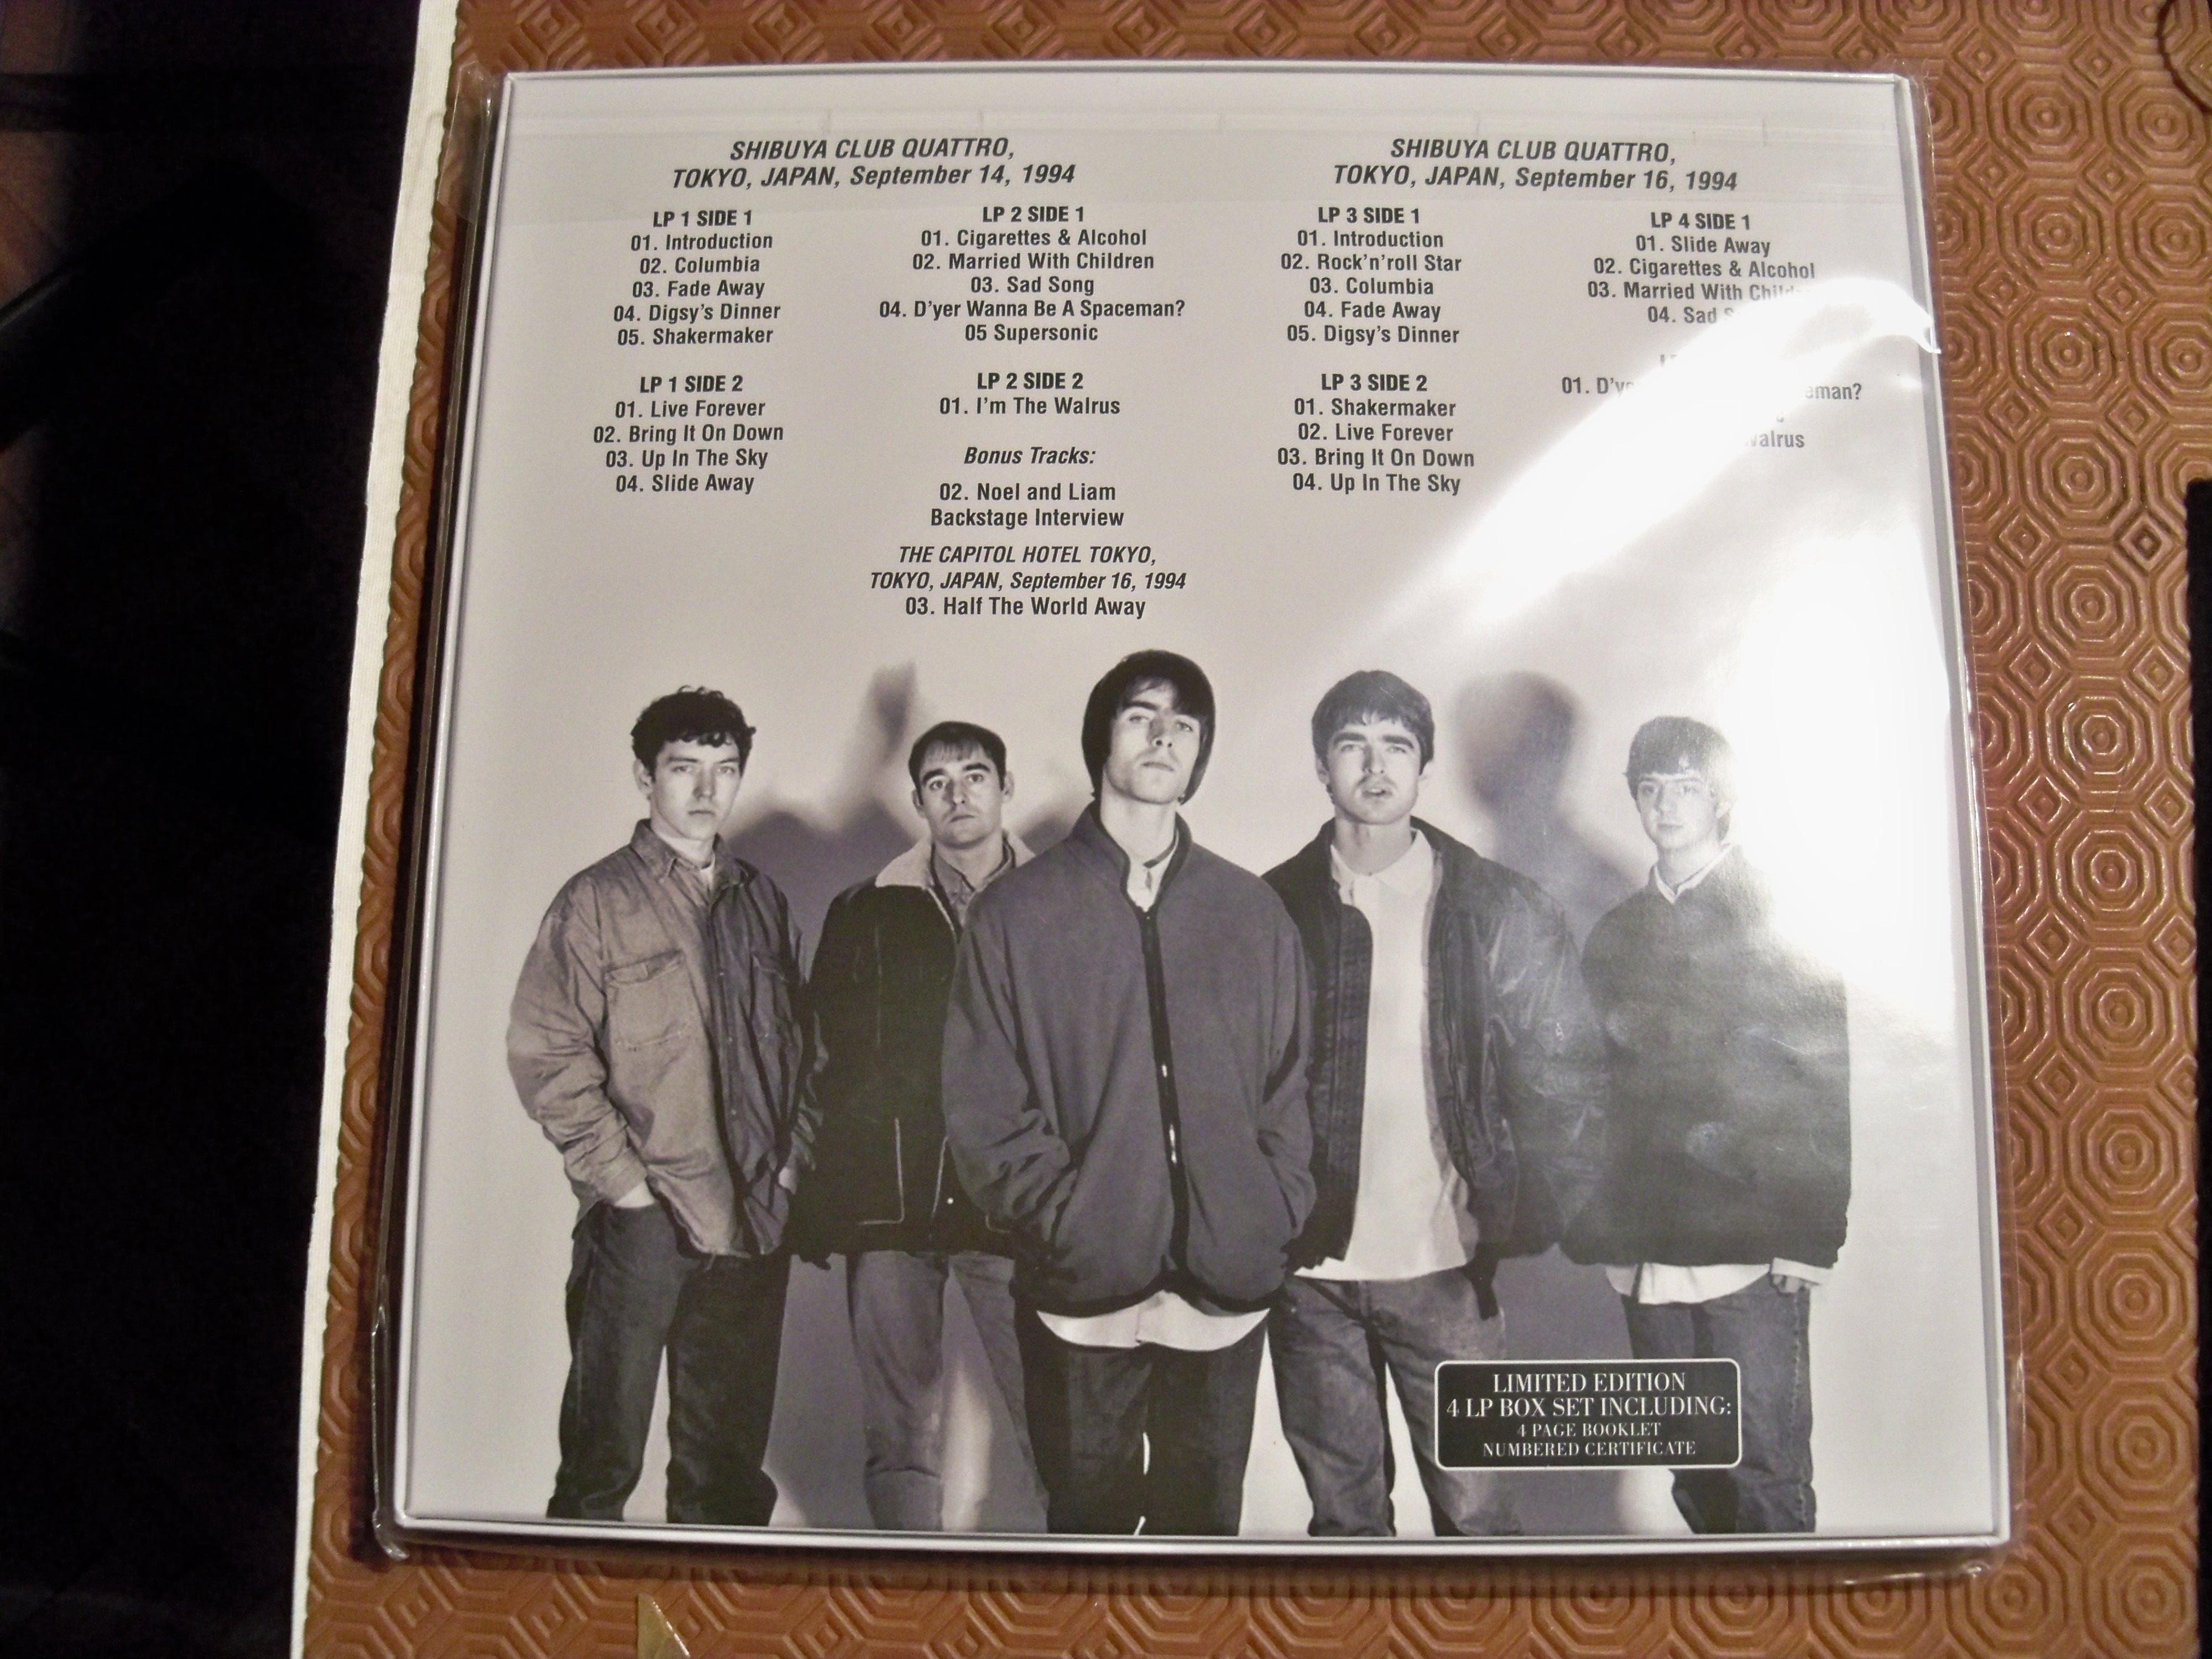 SHIBUYA CLUB QUATTRO,
TOKYO, JAPAN, September 14, 1994
LP 1 SIDE 1
01. Introduction
02. Columbia
03. Fade Away
04. Digsy's Dinner
05. Shakermaker
LP 1 SIDE 2
01. Live Forever
02. Bring It On Down
03. Up In The Sky
04. Slide Away
LP 2 SIDE 1
01. Cigarettes & Alcohol
02. Married With Children
03. Sad Song
04. D'yer Wanna Be A Spaceman?
05 Supersonic
LP 2 SIDE 2
01. I'm The Walrus
Bonus Tracks:
02. Noel and Liam
Backstage Interview
THE CAPITOL HOTEL TOKYO,
TOKYO, JAPAN, September 16, 1994
03. Half The World Away
SHIBUYA CLUB QUATTRO,
TOKYO, JAPAN, September 16, 1994
LP 3 SIDE 1
01. Introduction
02. Rock'n'roll Star
03. Columbia
04. Fade Away
05. Digsy's Dinner
LP 3 SIDE 2
01. Shakermaker
02. Live Forever
03. Bring It On Down
04. Up In The Sky
LP 4 SIDE 1
01. Slide Away
02. Cigarettes & Alcohol
03. Married With
04. Sad
01.
LIMITED EDITION
4 LP BOX SET INCLUDING:
4 PAGE BOOKLET
NUMBERED CERTIFICATE